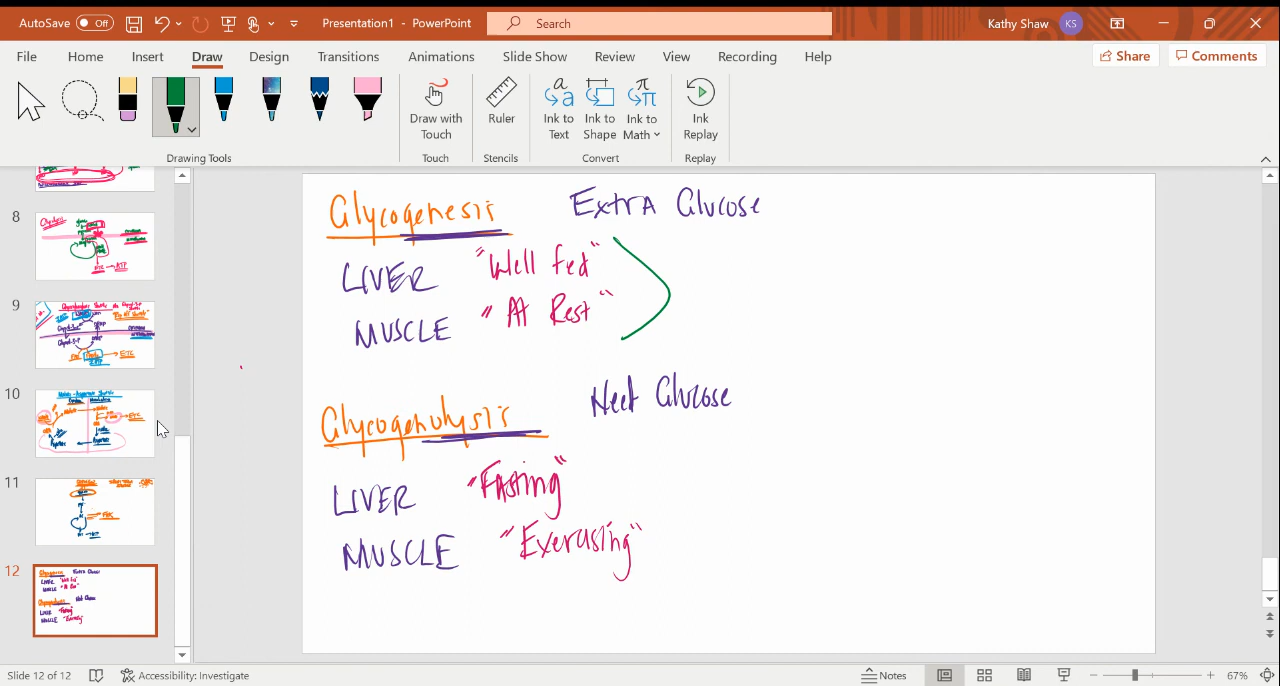 AutoSave Off Presentation1 - PowerPoint Search Kathy Shaw KS
File Home Insert Draw Design Transitions Animations Slide Show Review View Recording Help Share Comments
Draw with Touch
Ruler
Ink to Text
Ink to Shape
Ink to Math
Ink Replay
Drawing Tools Touch Stencils Convert Replay
8
9
10
11
12
Glycogenesis Extra Glucose
LIVER "Well Fed"
MUSCLE "At Rest"
Glycogenolysis Need Glucose
LIVER "Fasting"
MUSCLE "Exercising"
Slide 12 of 12 Accessibility: Investigate Notes 67%